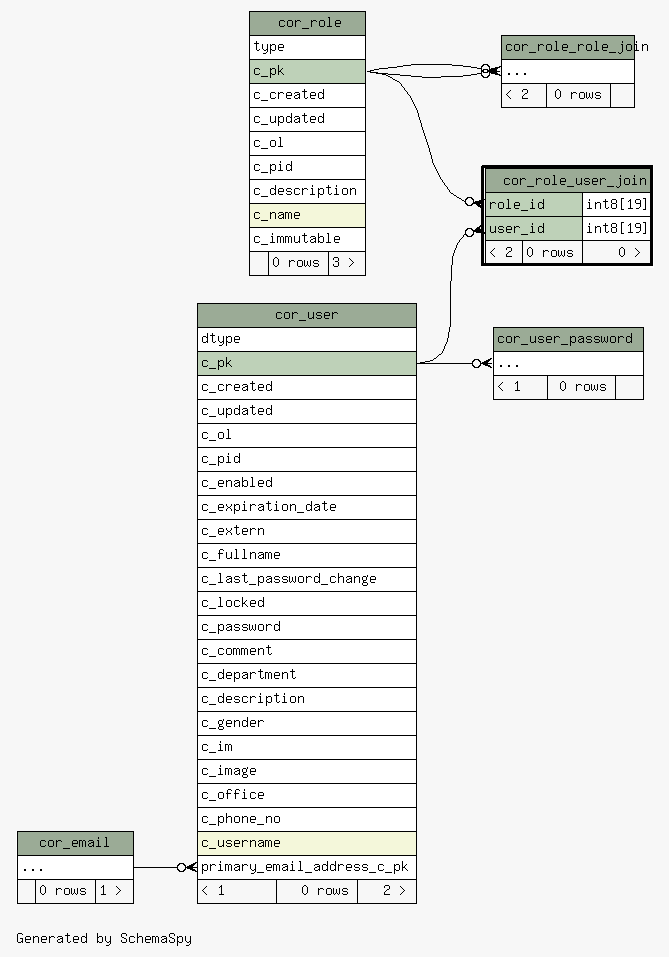 cor_role
type
c_pk
c_created
c_updated
c_ol
c_pid
c_description
c_name
c_immutable
0 rows 3 >
cor_role_role_join
...
< 2 0 rows
cor_role_user_join
role_id int8[19]
user_id int8[19]
< 2 0 rows 0 >
cor_user
dtype
c_pk
c_created
c_updated
c_ol
c_pid
c_enabled
c_expiration_date
c_extern
c_fullname
c_last_password_change
c_locked
c_password
c_comment
c_department
c_description
c_gender
c_im
c_image
c_office
c_phone_no
c_username
primary_email_address_c_pk
< 1 0 rows 2 >
cor_user_password
...
< 1 0 rows
cor_email
...
0 rows 1 >
Generated by SchemaSpy